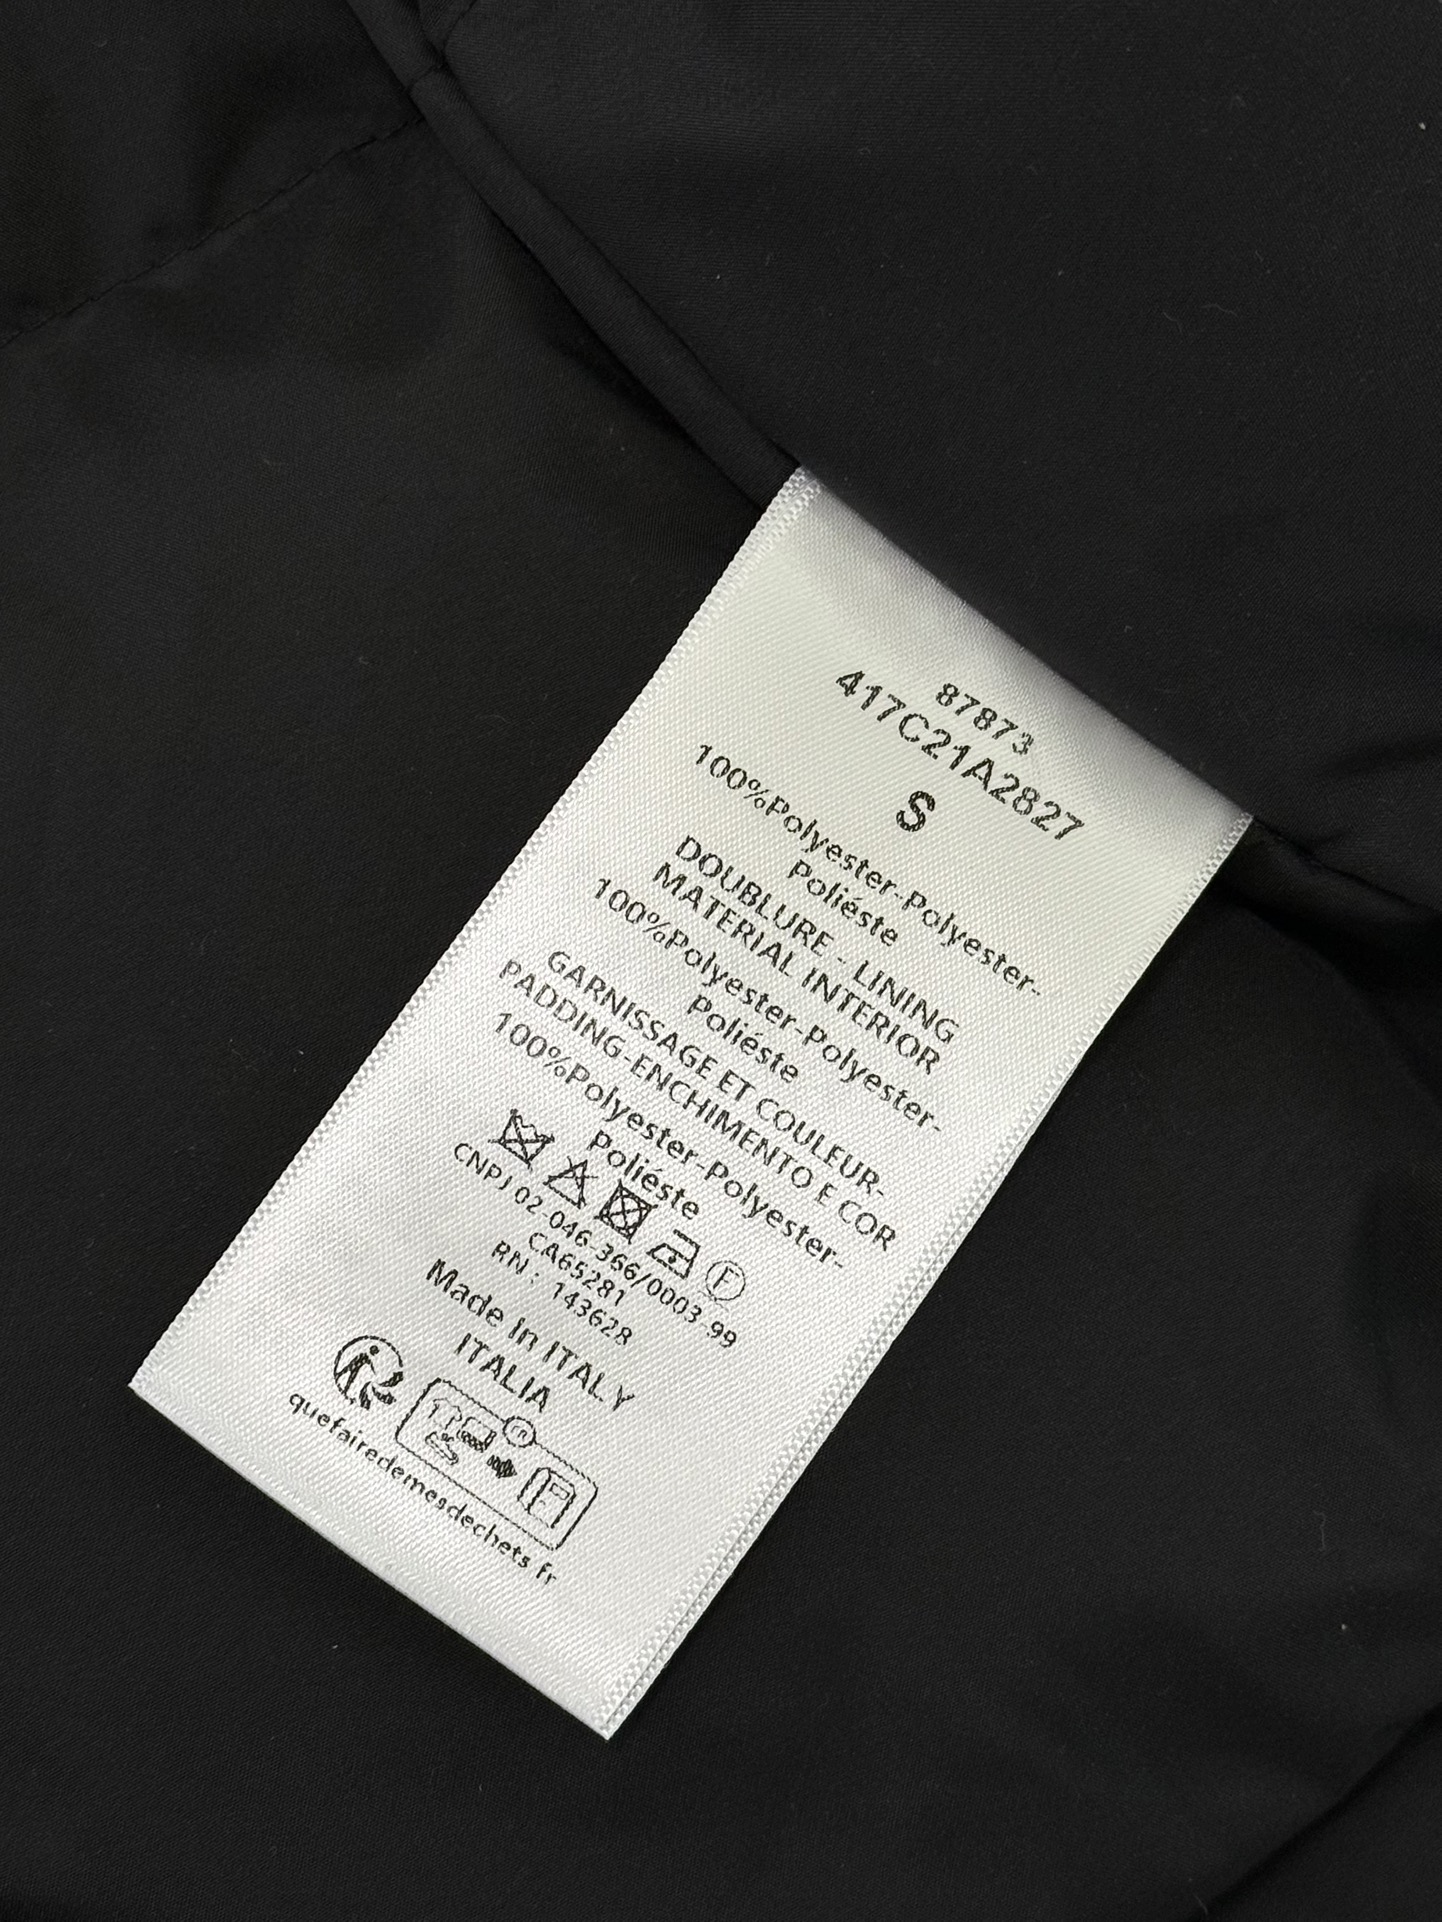 87873
417C21A2827
S
100%Polyester-Polyester-
Poliéste
DOUBLURE - LINING
MATERIAL INTERIOR
100%Polyester-Polyester-
Poliéste
GARNISSAGE ET COULEUR-
PADDING-ENCHIMENTO E COR
100%Polyester-Polyester-
Poliéste
F
CNPJ 02-046-366/0003-99
CA65281
RN : 143628
Made in ITALY
ITALIA
quefairedemesdechets.fr